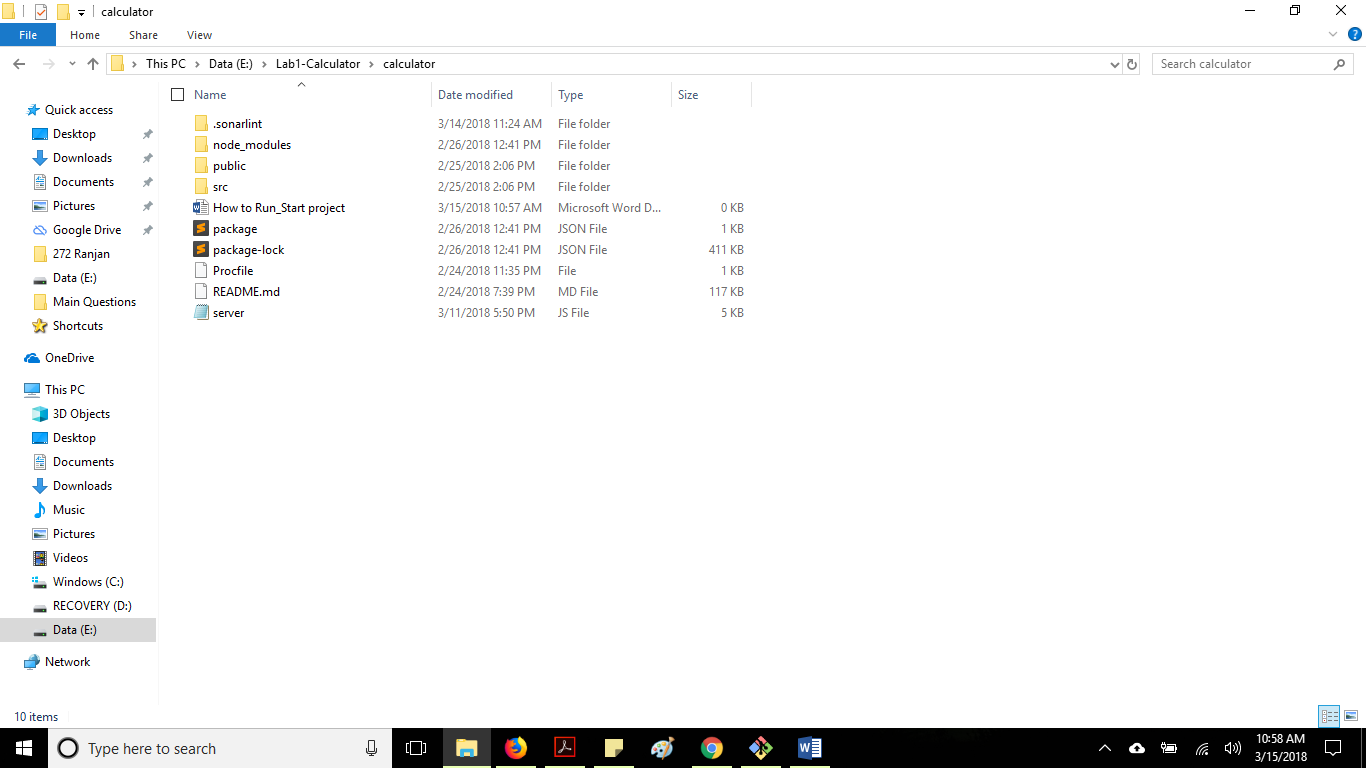 calculator
File Home Share View
This PC Data (E:) Lab1-Calculator calculator
Search calculator
Name Date modified Type Size
.sonarlint 3/14/2018 11:24 AM File folder
node_modules 2/26/2018 12:41 PM File folder
public 2/25/2018 2:06 PM File folder
src 2/25/2018 2:06 PM File folder
How to Run_Start project 3/15/2018 10:57 AM Microsoft Word D... 0 KB
package 2/26/2018 12:41 PM JSON File 1 KB
package-lock 2/26/2018 12:41 PM JSON File 411 KB
Procfile 2/24/2018 11:35 PM File 1 KB
README.md 2/24/2018 7:39 PM MD File 117 KB
server 3/11/2018 5:50 PM JS File 5 KB
Quick access
Desktop
Downloads
Documents
Pictures
Google Drive
272 Ranjan
Data (E:)
Main Questions
Shortcuts
OneDrive
This PC
3D Objects
Desktop
Documents
Downloads
Music
Pictures
Videos
Windows (C:)
RECOVERY (D:)
Data (E:)
Network
10 items
Type here to search
10:58 AM
3/15/2018